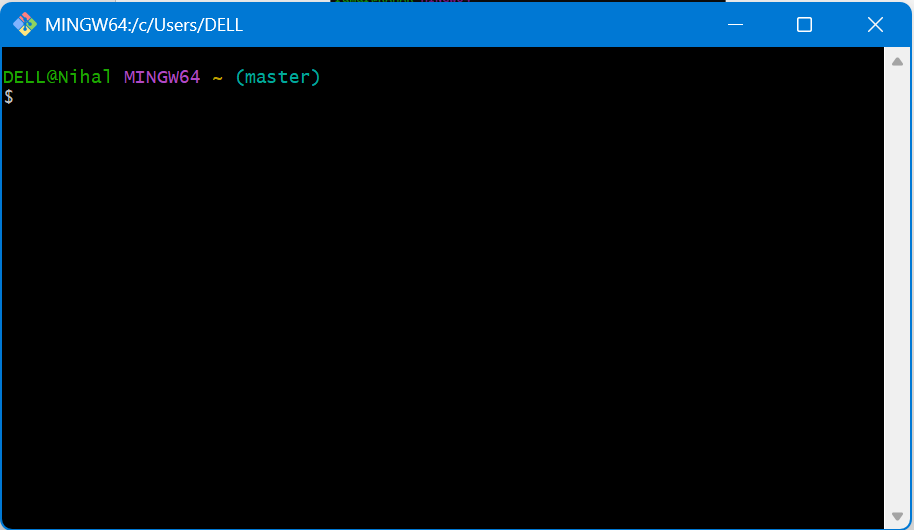 MINGW64:/c/Users/DELL
DELL@Nihal MINGW64 ~ (master)
$